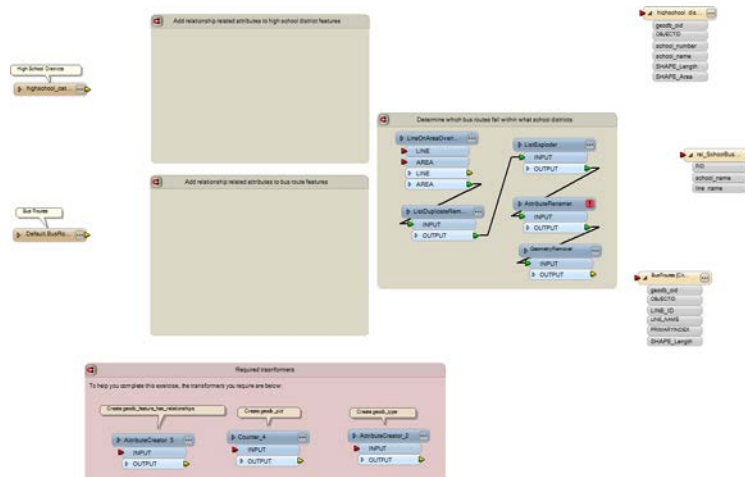 Add relationship related attributes to high school district features
High School Districts
highschool_dist...
Add relationship related attributes to bus route features
Bus Routes
Default.BusRo...
Determine which bus routes fall within what school districts
LineOnAreaOverl...
LINE
AREA
LINE
AREA
ListDuplicateRem...
INPUT
OUTPUT
ListExploder
INPUT
OUTPUT
AttributeRenamer
INPUT
OUTPUT
GeometryRemover
INPUT
OUTPUT
highschool_dis...
geodb_oid
OBJECTID
school_number
school_name
SHAPE_Length
SHAPE_Area
rel_SchoolBus...
RID
school_name
line_name
geodb_oid
OBJECTID
LINE_ID
LINE_NAME
PRIMARYINDEX
SHAPE_Length
Required trasnformers
To help you complete this exercise, the transformers you require are below:
Create geodb_feature_has_relationships
AttributeCreator_5
INPUT
OUTPUT
Create geodb_oid
Counter_4
INPUT
OUTPUT
Create geodb_type
AttributeCreator_2
INPUT
OUTPUT